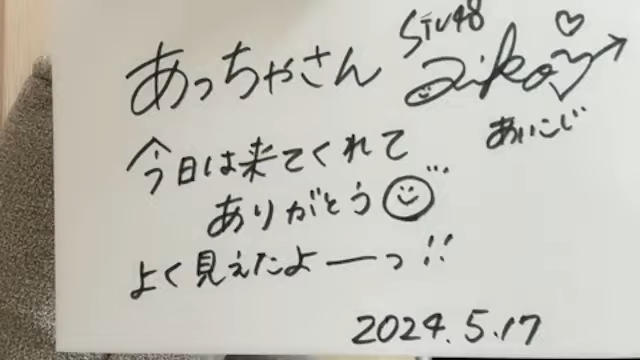 あっちゃさん
STU48
Aiko
あいこじ
今日は来てくれて
ありがとう
よく見えたよーっ!!
2024.5.17